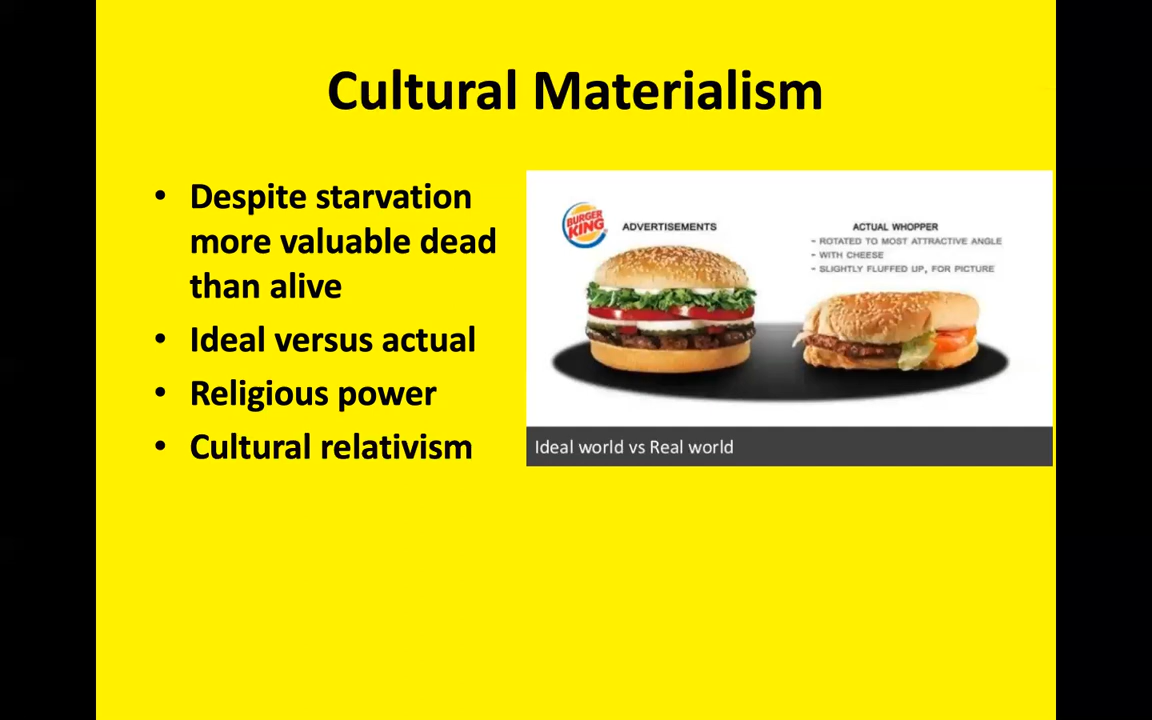 Cultural Materialism
• Despite starvation
more valuable dead
than alive
• Ideal versus actual
• Religious power
• Cultural relativism
BURGER
KING
ADVERTISEMENTS
ACTUAL WHOPPER
- ROTATED TO MOST ATTRACTIVE ANGLE
- WITH CHEESE
- SLIGHTLY FLUFFED UP, FOR PICTURE
Ideal world vs Real world